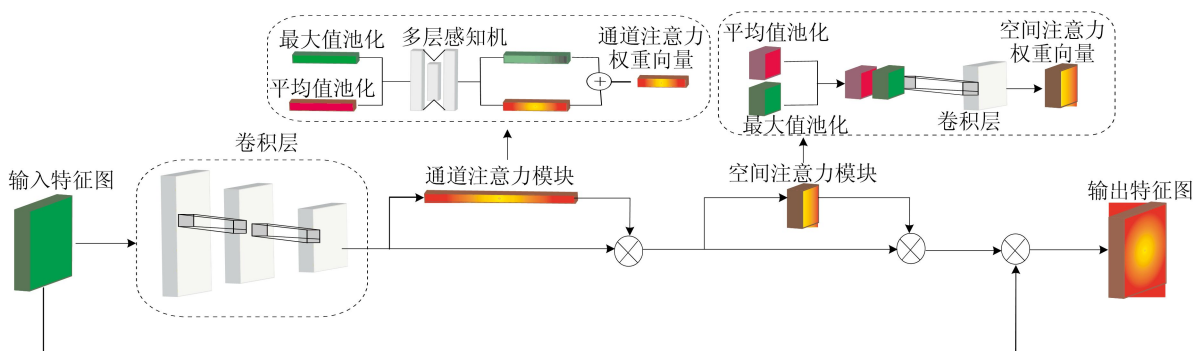 最大值池化
多层感知机
通道注意力
权重向量
平均值池化
平均值池化
空间注意力
权重向量
最大值池化
卷积层
卷积层
输入特征图
通道注意力模块
空间注意力模块
输出特征图